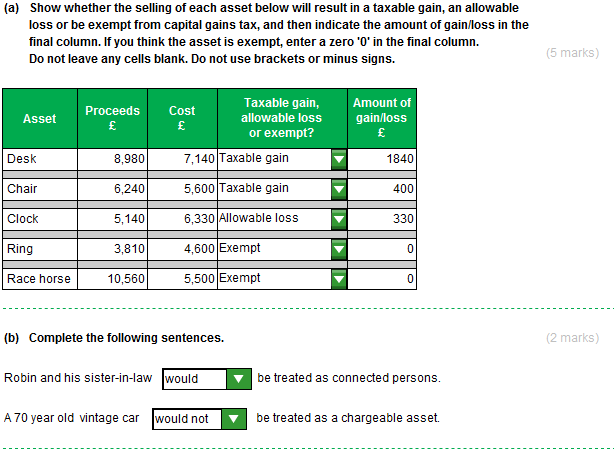 (a) Show whether the selling of each asset below will result in a taxable gain, an allowable
loss or be exempt from capital gains tax, and then indicate the amount of gain/loss in the
final column. If you think the asset is exempt, enter a zero '0' in the final column.
Do not leave any cells blank. Do not use brackets or minus signs.
(5 marks)
Asset Proceeds £ Cost £ Taxable gain, allowable loss or exempt? Amount of gain/loss £
Desk 8,980 7,140 Taxable gain 1840
Chair 6,240 5,600 Taxable gain 400
Clock 5,140 6,330 Allowable loss 330
Ring 3,810 4,600 Exempt 0
Race horse 10,560 5,500 Exempt 0
(b) Complete the following sentences. (2 marks)
Robin and his sister-in-law would be treated as connected persons.
A 70 year old vintage car would not be treated as a chargeable asset.